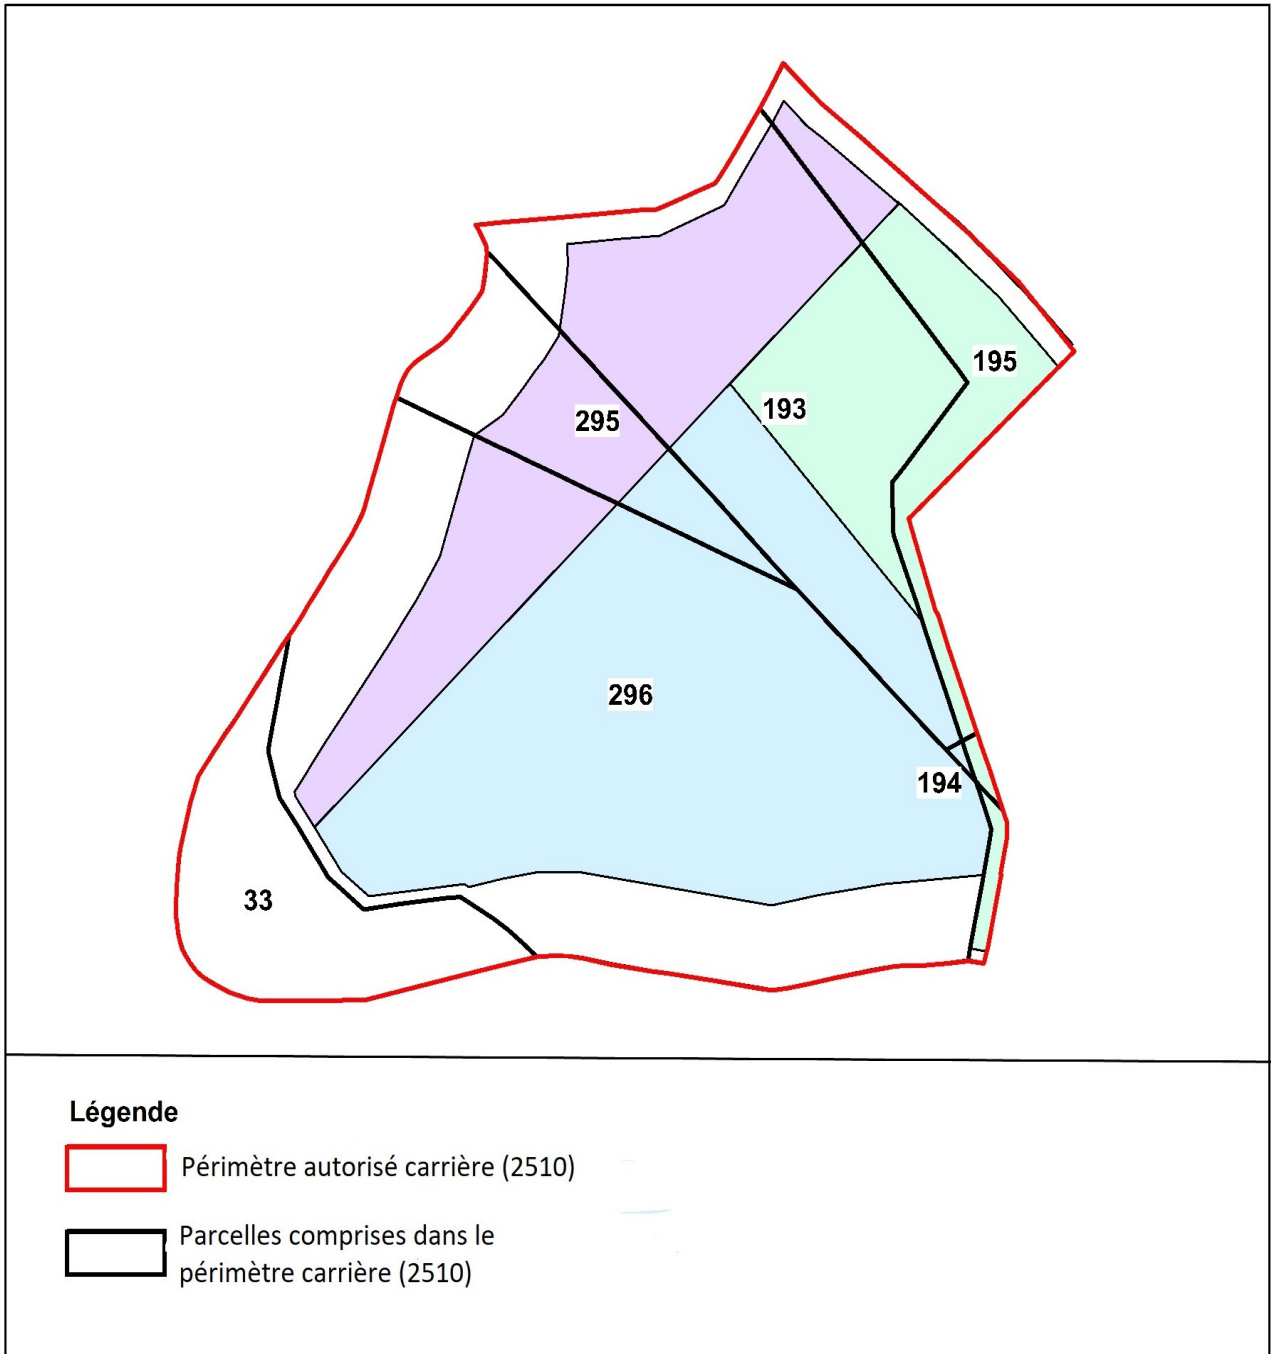 195
193
295
296
194
33
Légende
Périmètre autorisé carrière (2510)
Parcelles comprises dans le
périmètre carrière (2510)